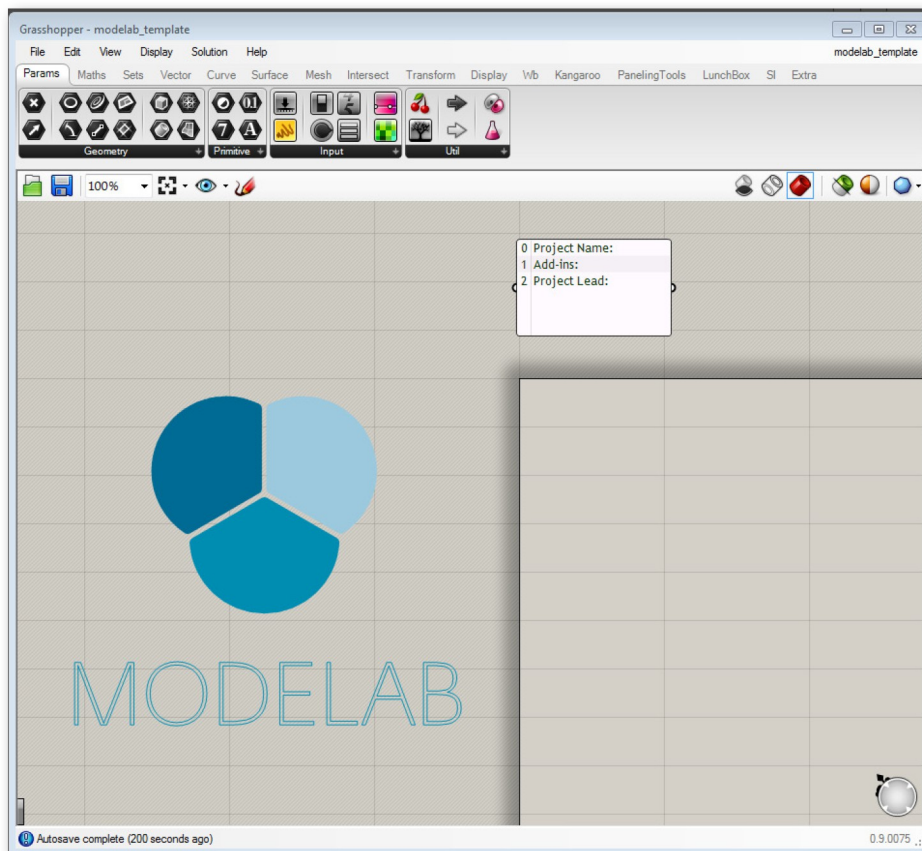 Grasshopper - modelab_template
File Edit View Display Solution Help modelab_template
Params Maths Sets Vector Curve Surface Mesh Intersect Transform Display Wb Kangaroo PanelingTools LunchBox SI Extra
Geometry Primitive Input Util
100%
0 Project Name:
1 Add-ins:
2 Project Lead:
MODELAB
Autosave complete (200 seconds ago) 0.9.0075